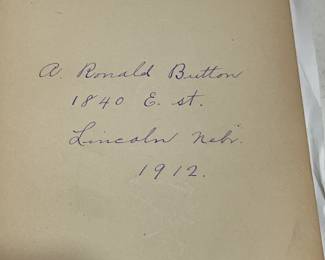 A. Ronald Button
1840 E. st.
Lincoln Nebr.
1912.